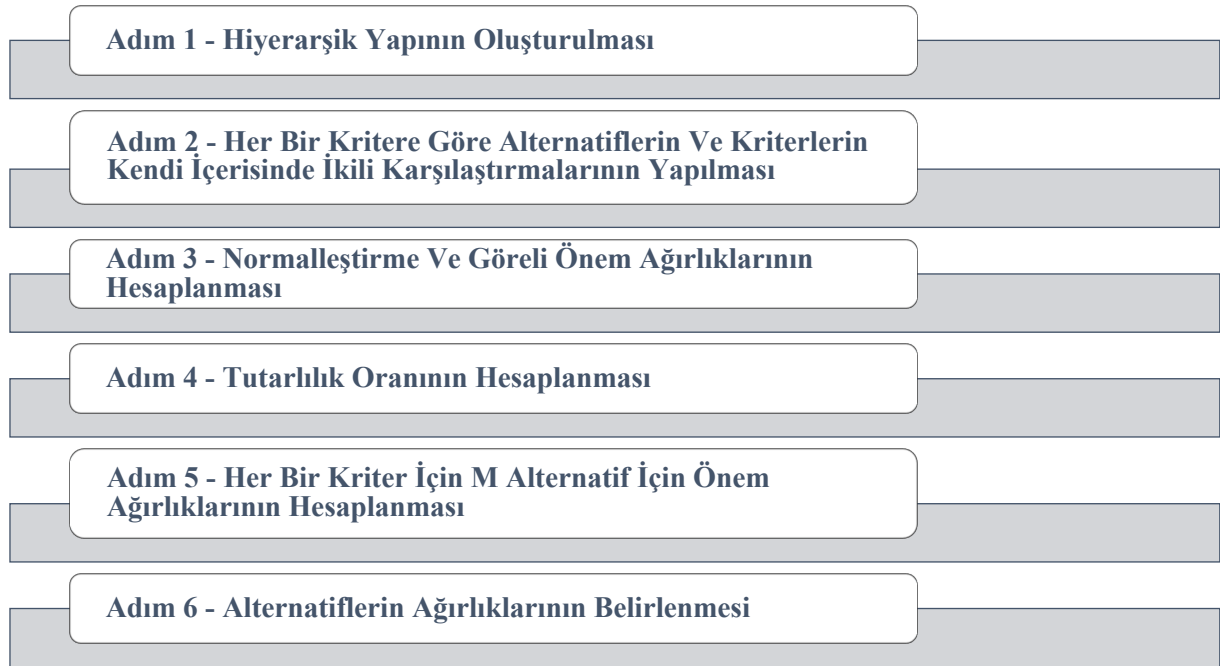 Adım 1 - Hiyerarşik Yapının Oluşturulması
Adım 2 - Her Bir Kritere Göre Alternatiflerin Ve Kriterlerin
Kendi İçerisinde İkili Karşılaştırmalarının Yapılması
Adım 3 - Normalleştirme Ve Göreli Önem Ağırlıklarının
Hesaplanması
Adım 4 - Tutarlılık Oranının Hesaplanması
Adım 5 - Her Bir Kriter İçin M Alternatif İçin Önem
Ağırlıklarının Hesaplanması
Adım 6 - Alternatiflerin Ağırlıklarının Belirlenmesi